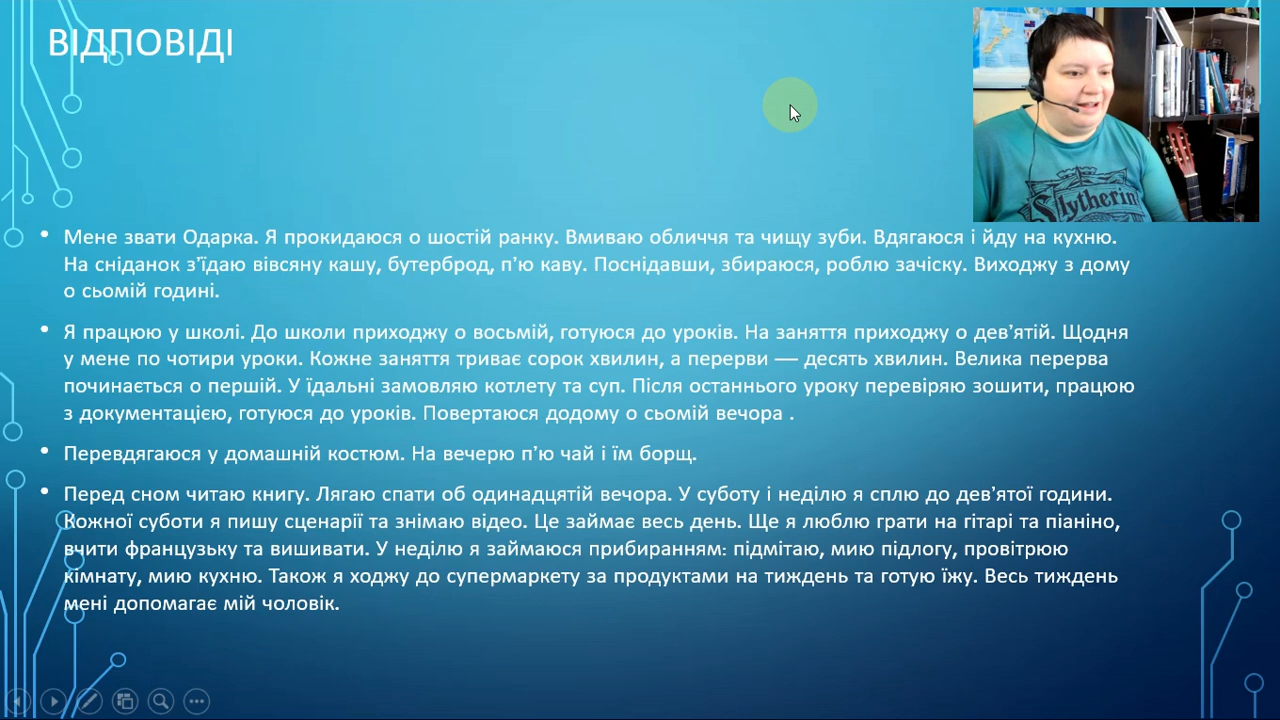 ВІДПОВІДІ
Slytherin
• Мене звати Одарка. Я прокидаюся о шостій ранку. Вмиваю обличчя та чищу зуби. Вдягаюся і йду на кухню.
На сніданок з’їдаю вівсяну кашу, бутерброд, п’ю каву. Поснідавши, збираюся, роблю зачіску. Виходжу з дому
о сьомій годині.
• Я працюю у школі. До школи приходжу о восьмій, готуюся до уроків. На заняття приходжу о дев’ятій. Щодня
у мене по чотири уроки. Кожне заняття триває сорок хвилин, а перерви — десять хвилин. Велика перерва
починається о першій. У їдальні замовляю котлету та суп. Після останнього уроку перевіряю зошити, працюю
з документацією, готуюся до уроків. Повертаюся додому о сьомій вечора .
• Перевдягаюся у домашній костюм. На вечерю п’ю чай і їм борщ.
• Перед сном читаю книгу. Лягаю спати об одинадцятій вечора. У суботу і неділю я сплю до дев’ятої години.
Кожної суботи я пишу сценарії та знімаю відео. Це займає весь день. Ще я люблю грати на гітарі та піаніно,
вчити французьку та вишивати. У неділю я займаюся прибиранням: підмітаю, мию підлогу, провітрюю
кімнату, мию кухню. Також я ходжу до супермаркету за продуктами на тиждень та готую їжу. Весь тиждень
мені допомагає мій чоловік.